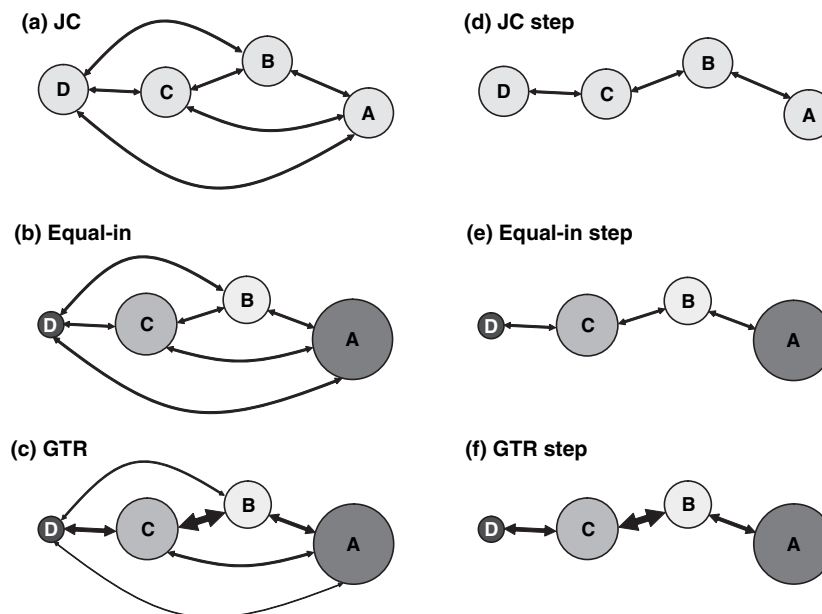 (a) JC
D
C
B
A
(d) JC step
D
C
B
A
(b) Equal-in
D
C
B
A
(e) Equal-in step
D
C
B
A
(c) GTR
D
C
B
A
(f) GTR step
D
C
B
A